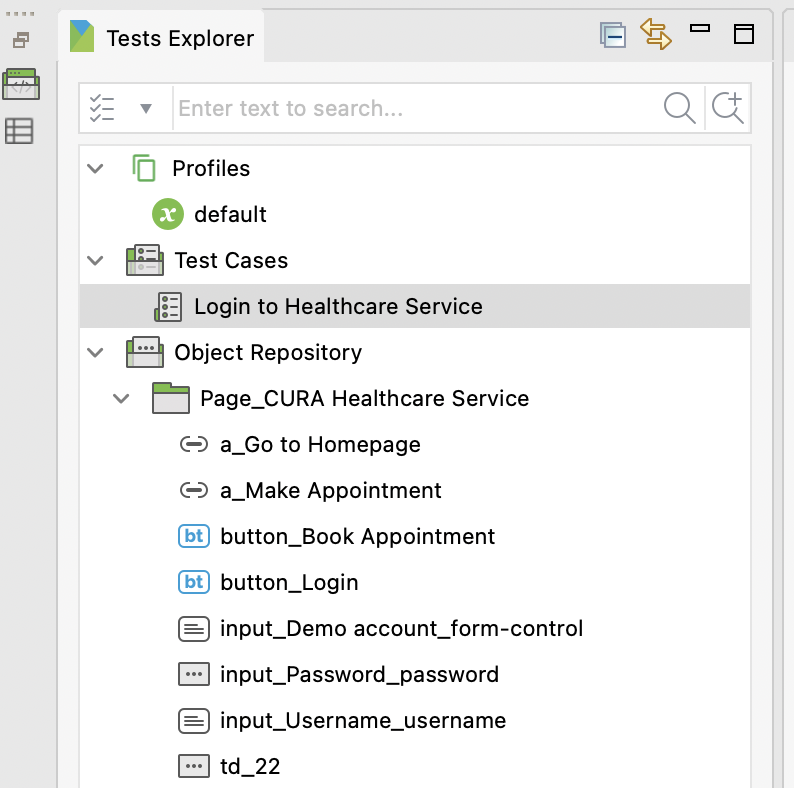 Tests Explorer
Enter text to search...
Profiles
x default
Test Cases
Login to Healthcare Service
Object Repository
Page_CURA Healthcare Service
a_Go to Homepage
a_Make Appointment
bt button_Book Appointment
bt button_Login
input_Demo account_form-control
input_Password_password
input_Username_username
td_22